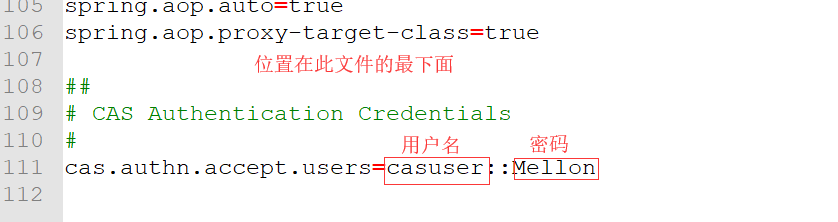 105 spring.aop.auto=true
106 spring.aop.proxy-target-class=true
107
位置在此文件的最下面
108 ##
109 # CAS Authentication Credentials
110 #
用户名 密码
111 cas.authn.accept.users=casuser::Mellon
112